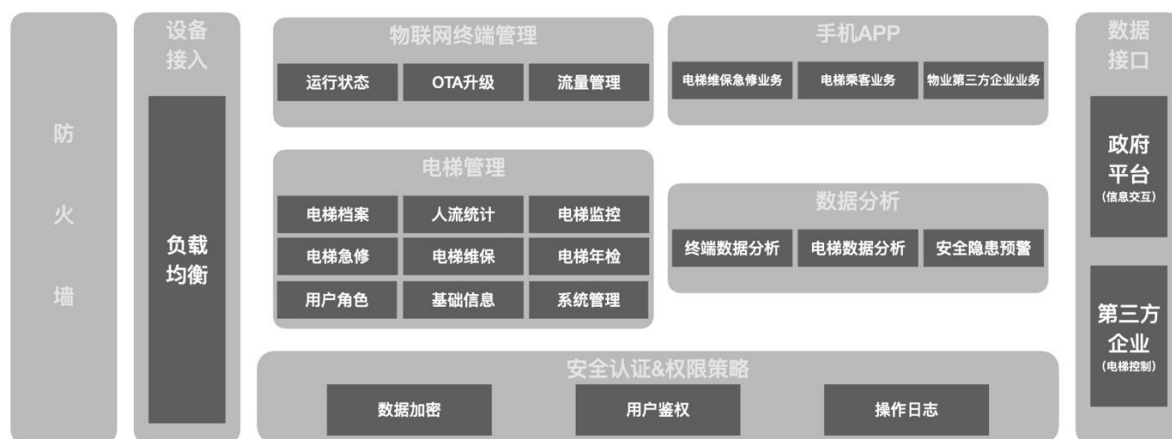 防
火
墙
设备
接入
负载
均衡
物联网终端管理
运行状态
OTA升级
流量管理
手机APP
电梯维保急修业务
电梯乘客业务
物业第三方企业业务
电梯管理
电梯档案
人流统计
电梯监控
电梯急修
电梯维保
电梯年检
用户角色
基础信息
系统管理
数据分析
终端数据分析
电梯数据分析
安全隐患预警
安全认证&权限策略
数据加密
用户鉴权
操作日志
数据
接口
政府
平台
(信息交互)
第三方
企业
(电梯控制)